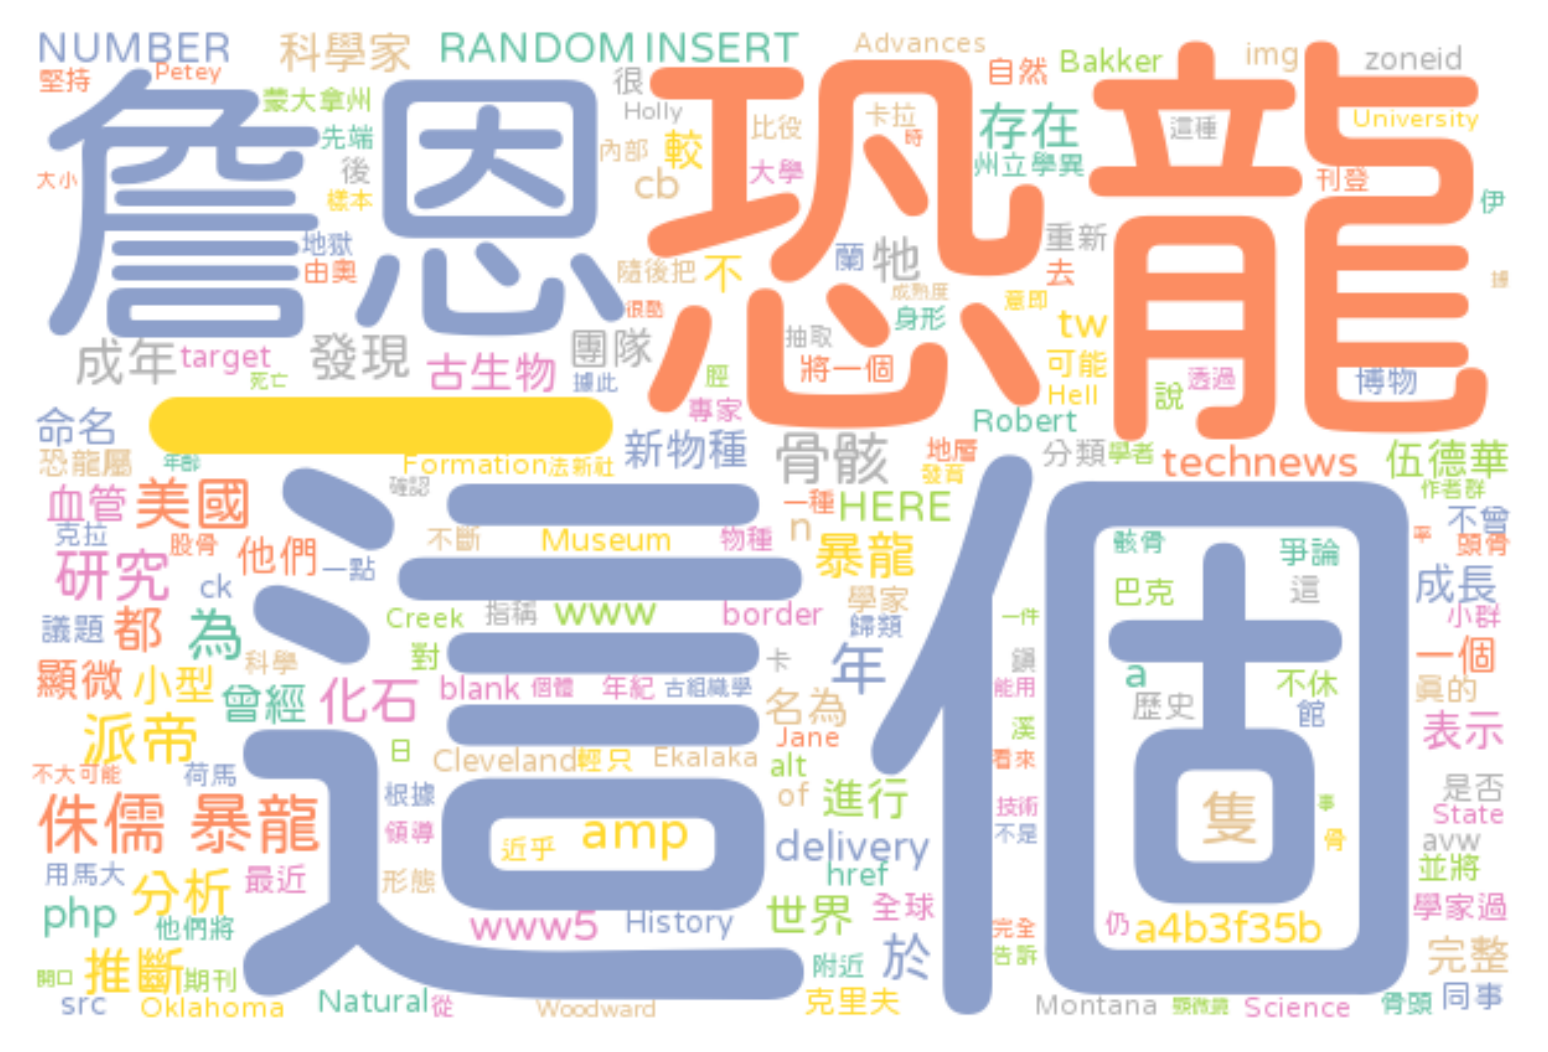 NUMBER 科學家 RANDOM INSERT Advances Bakker img zoneid
堅持 Petey 蒙大拿州 很 Holly 自然 University
詹恩 恐龍
先端 後 樣本 大小 地獄 由奧 內部 較 cb 比役 大學 卡拉 時 存在 州立學異 這種 刊登 伊
隨後把 不 很酷 蘭 牠 成熟度 身形 重新 去 意即 tw 據
成年 target 死亡 發現 古生物 團隊 據此 抽取 將一個 脛 專家 可能 Hell Robert 說 透過 博物
命名 一 新物種 骨骸 地層 發育 分類 學者 technews 伍德華 作者群
恐龍屬 年齡 Formation 法新社 確認
這個
血管 美國 克拉 股骨 不斷 Museum 物種 一種 HERE n 暴龍 骸骨 爭論 不曾 率 頭骨
研究 他們 一點 ck Creek 指稱 www border 學家 歸類 一件 巴克 這 成長 小群
議題 都 為 科學 對 卡 年 鎖 a 一個
顯微 小型 曾經 化石 blank 個體 年紀 古組織學 名為 能用 歷史 不休 館 真的
派帝 日 Cleveland 輕只 Ekalaka Jane alt 溪 看來 表示
不大可能 荷馬 根據 of 進行 技術 事 是否 State
侏儒 暴龍 領導 近乎 amp delivery 不是 隻 骨 avw
用馬大 分析 最近 形態 href 並將
php 他們將 www5 History 世界 全球 完全 仍 a4b3f35b 學家過
開口 推斷 期刊 附近 於 告訴 完整
src Oklahoma Natural 從 Woodward 克里夫 Montana 顯微鏡 Science 骨頭 同事